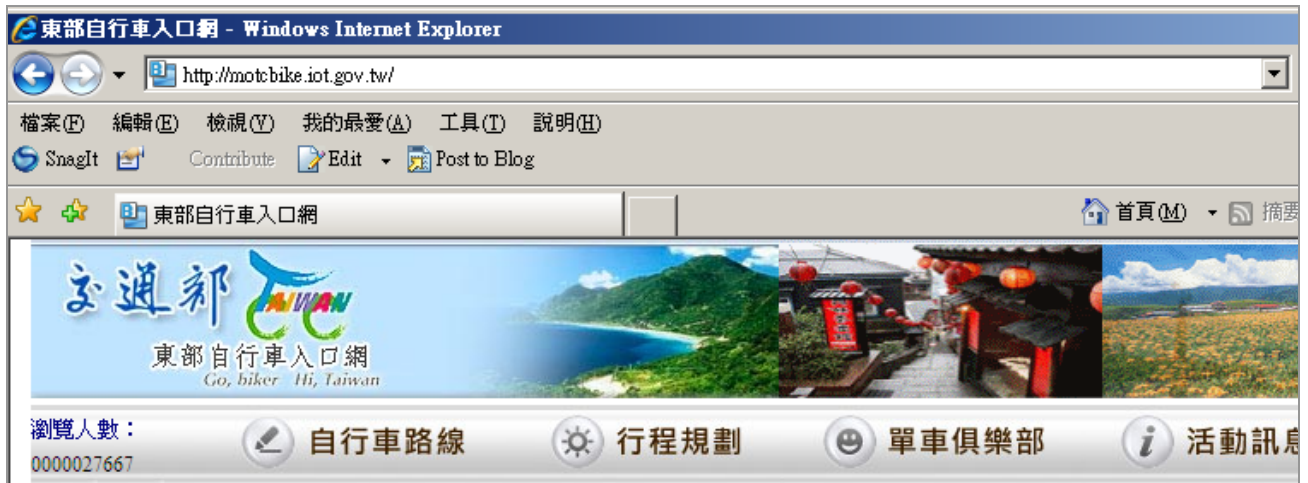 東部自行車入口網 - Windows Internet Explorer
http://motcbike.iot.gov.tw/
檔案(F) 編輯(E) 檢視(V) 我的最愛(A) 工具(T) 說明(H)
SnagIt Contribute Edit Post to Blog
東部自行車入口網 首頁(M) 摘要
交通部 TAIWAN
東部自行車入口網
Go, biker Hi, Taiwan
瀏覽人數：
0000027667
自行車路線 行程規劃 單車俱樂部 活動訊息